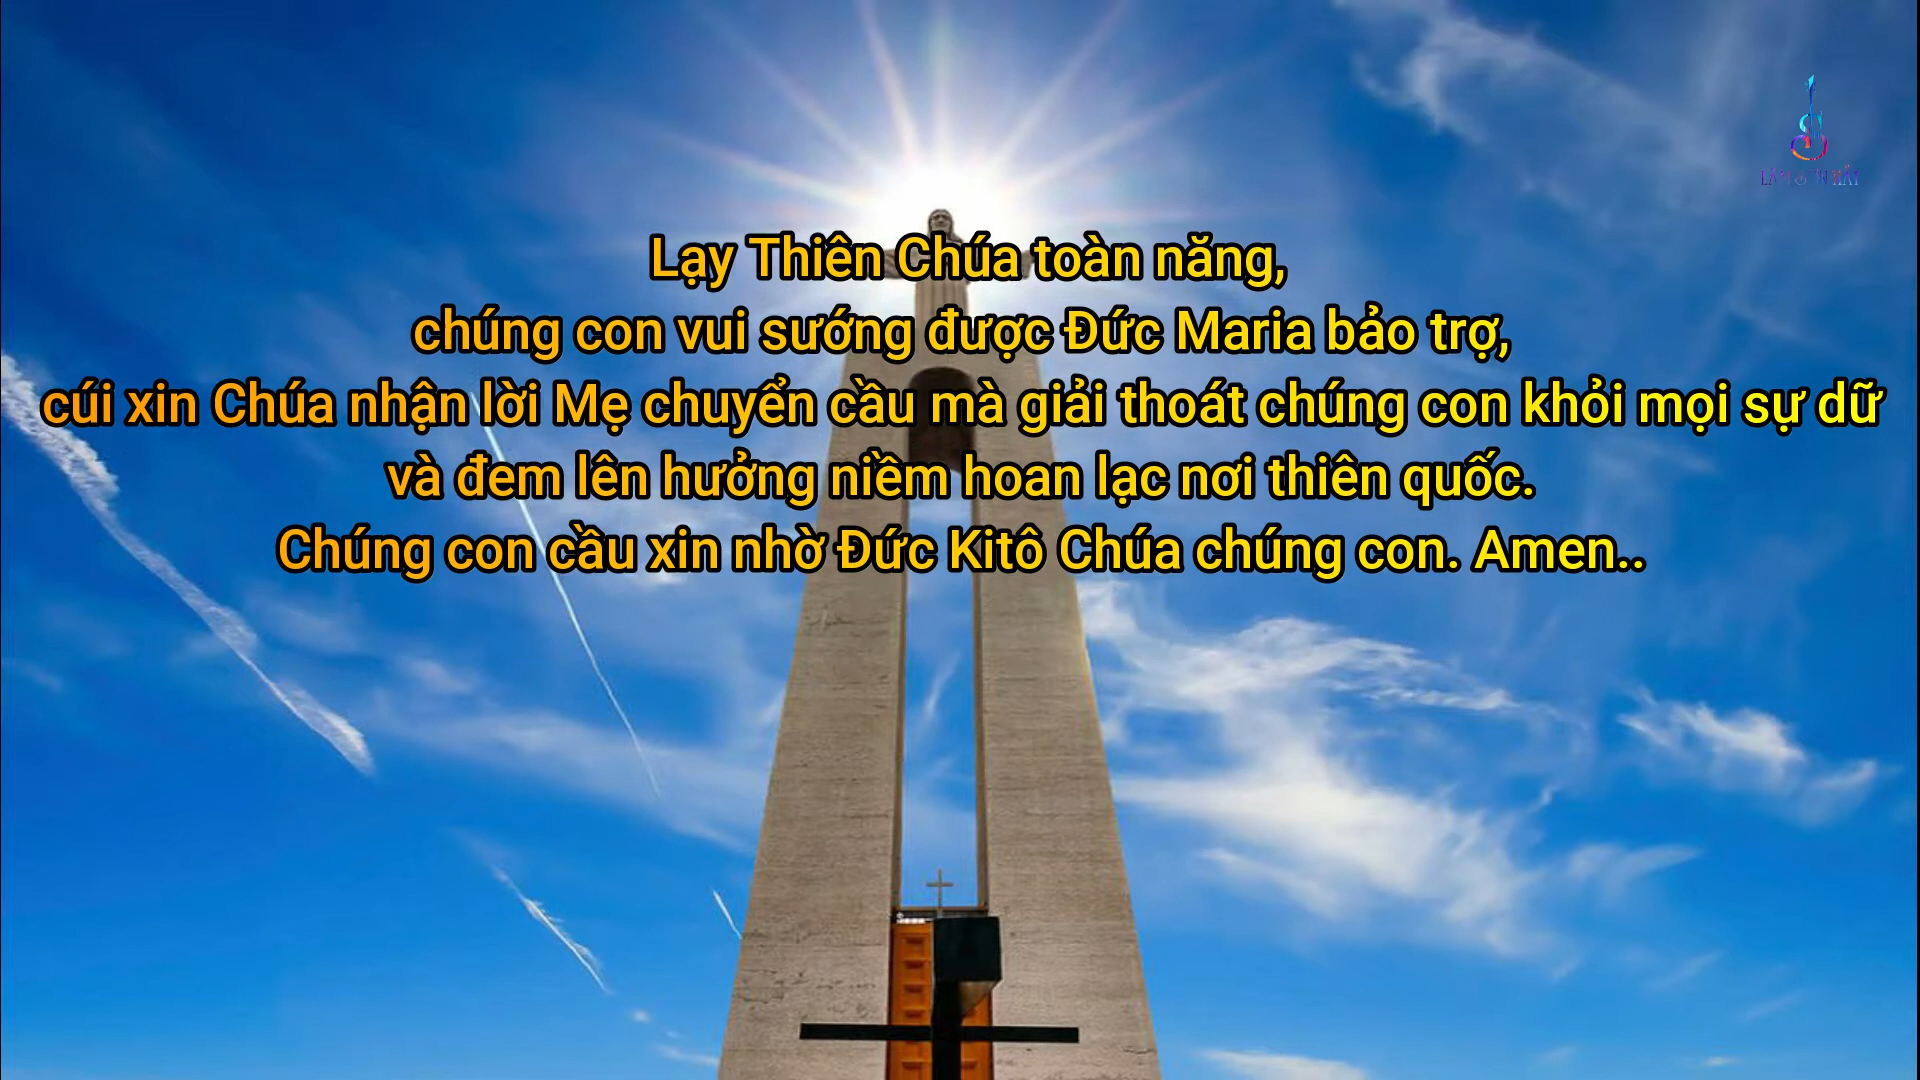 Lạy Thiên Chúa toàn năng,
chúng con vui sướng được Đức Maria bảo trợ,
cúi xin Chúa nhận lời Mẹ chuyển cầu mà giải thoát chúng con khỏi mọi sự dữ
và đem lên hưởng niềm hoan lạc nơi thiên quốc.
Chúng con cầu xin nhờ Đức Kitô Chúa chúng con. Amen..